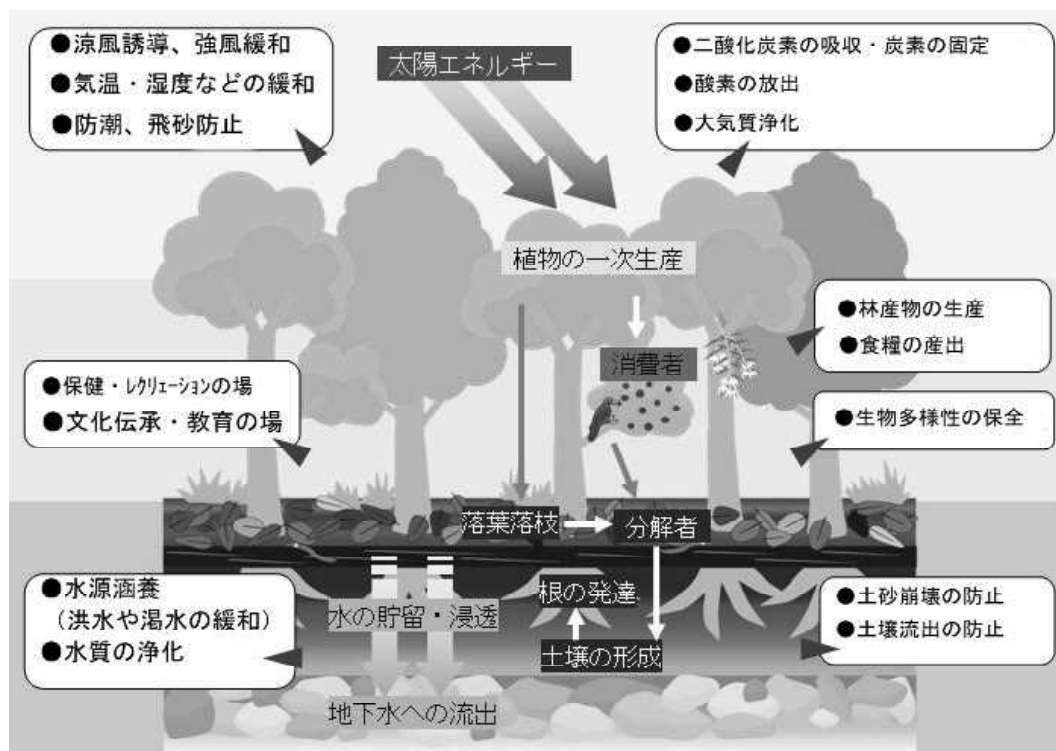 ●涼風誘導、強風緩和
●気温・湿度などの緩和
●防潮、飛砂防止
太陽エネルギー
●二酸化炭素の吸収・炭素の固定
●酸素の放出
●大気質浄化
植物の一次生産
●林産物の生産
●食糧の産出
消費者
●保健・ﾚｸﾘｴｰｼｮﾝの場
●文化伝承・教育の場
●生物多様性の保全
落葉落枝
分解者
●水源涵養
(洪水や渇水の緩和)
●水質の浄化
水の貯留・浸透
根の発達
土壌の形成
●土砂崩壊の防止
●土壌流出の防止
地下水への流出